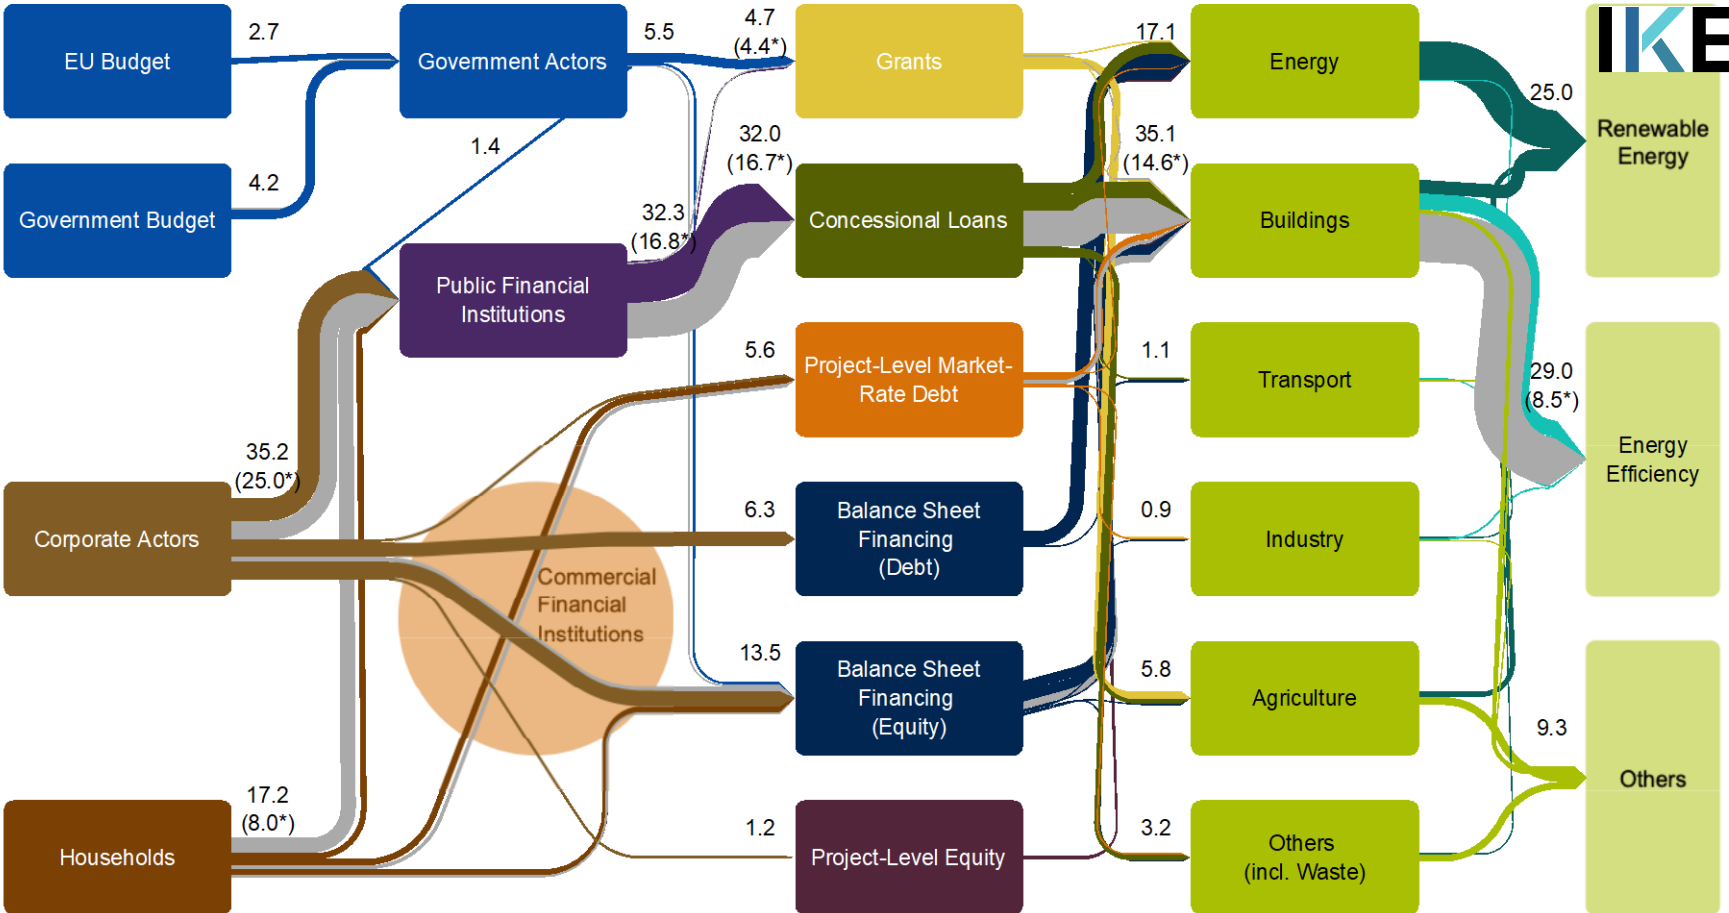 EU Budget
2.7
Government Actors
5.5
4.7
(4.4*)
Grants
17.1
Energy
25.0
IKE
Renewable
Energy
Government Budget
4.2
1.4
32.0
(16.7*)
Concessional Loans
35.1
(14.6*)
Buildings
Public Financial
Institutions
32.3
(16.8*)
5.6
Project-Level Market-
Rate Debt
1.1
Transport
29.0
(8.5*)
Energy
Efficiency
Corporate Actors
35.2
(25.0*)
Commercial
Financial
Institutions
6.3
Balance Sheet
Financing
(Debt)
0.9
Industry
13.5
Balance Sheet
Financing
(Equity)
5.8
Agriculture
9.3
Others
Households
17.2
(8.0*)
1.2
Project-Level Equity
3.2
Others
(incl. Waste)